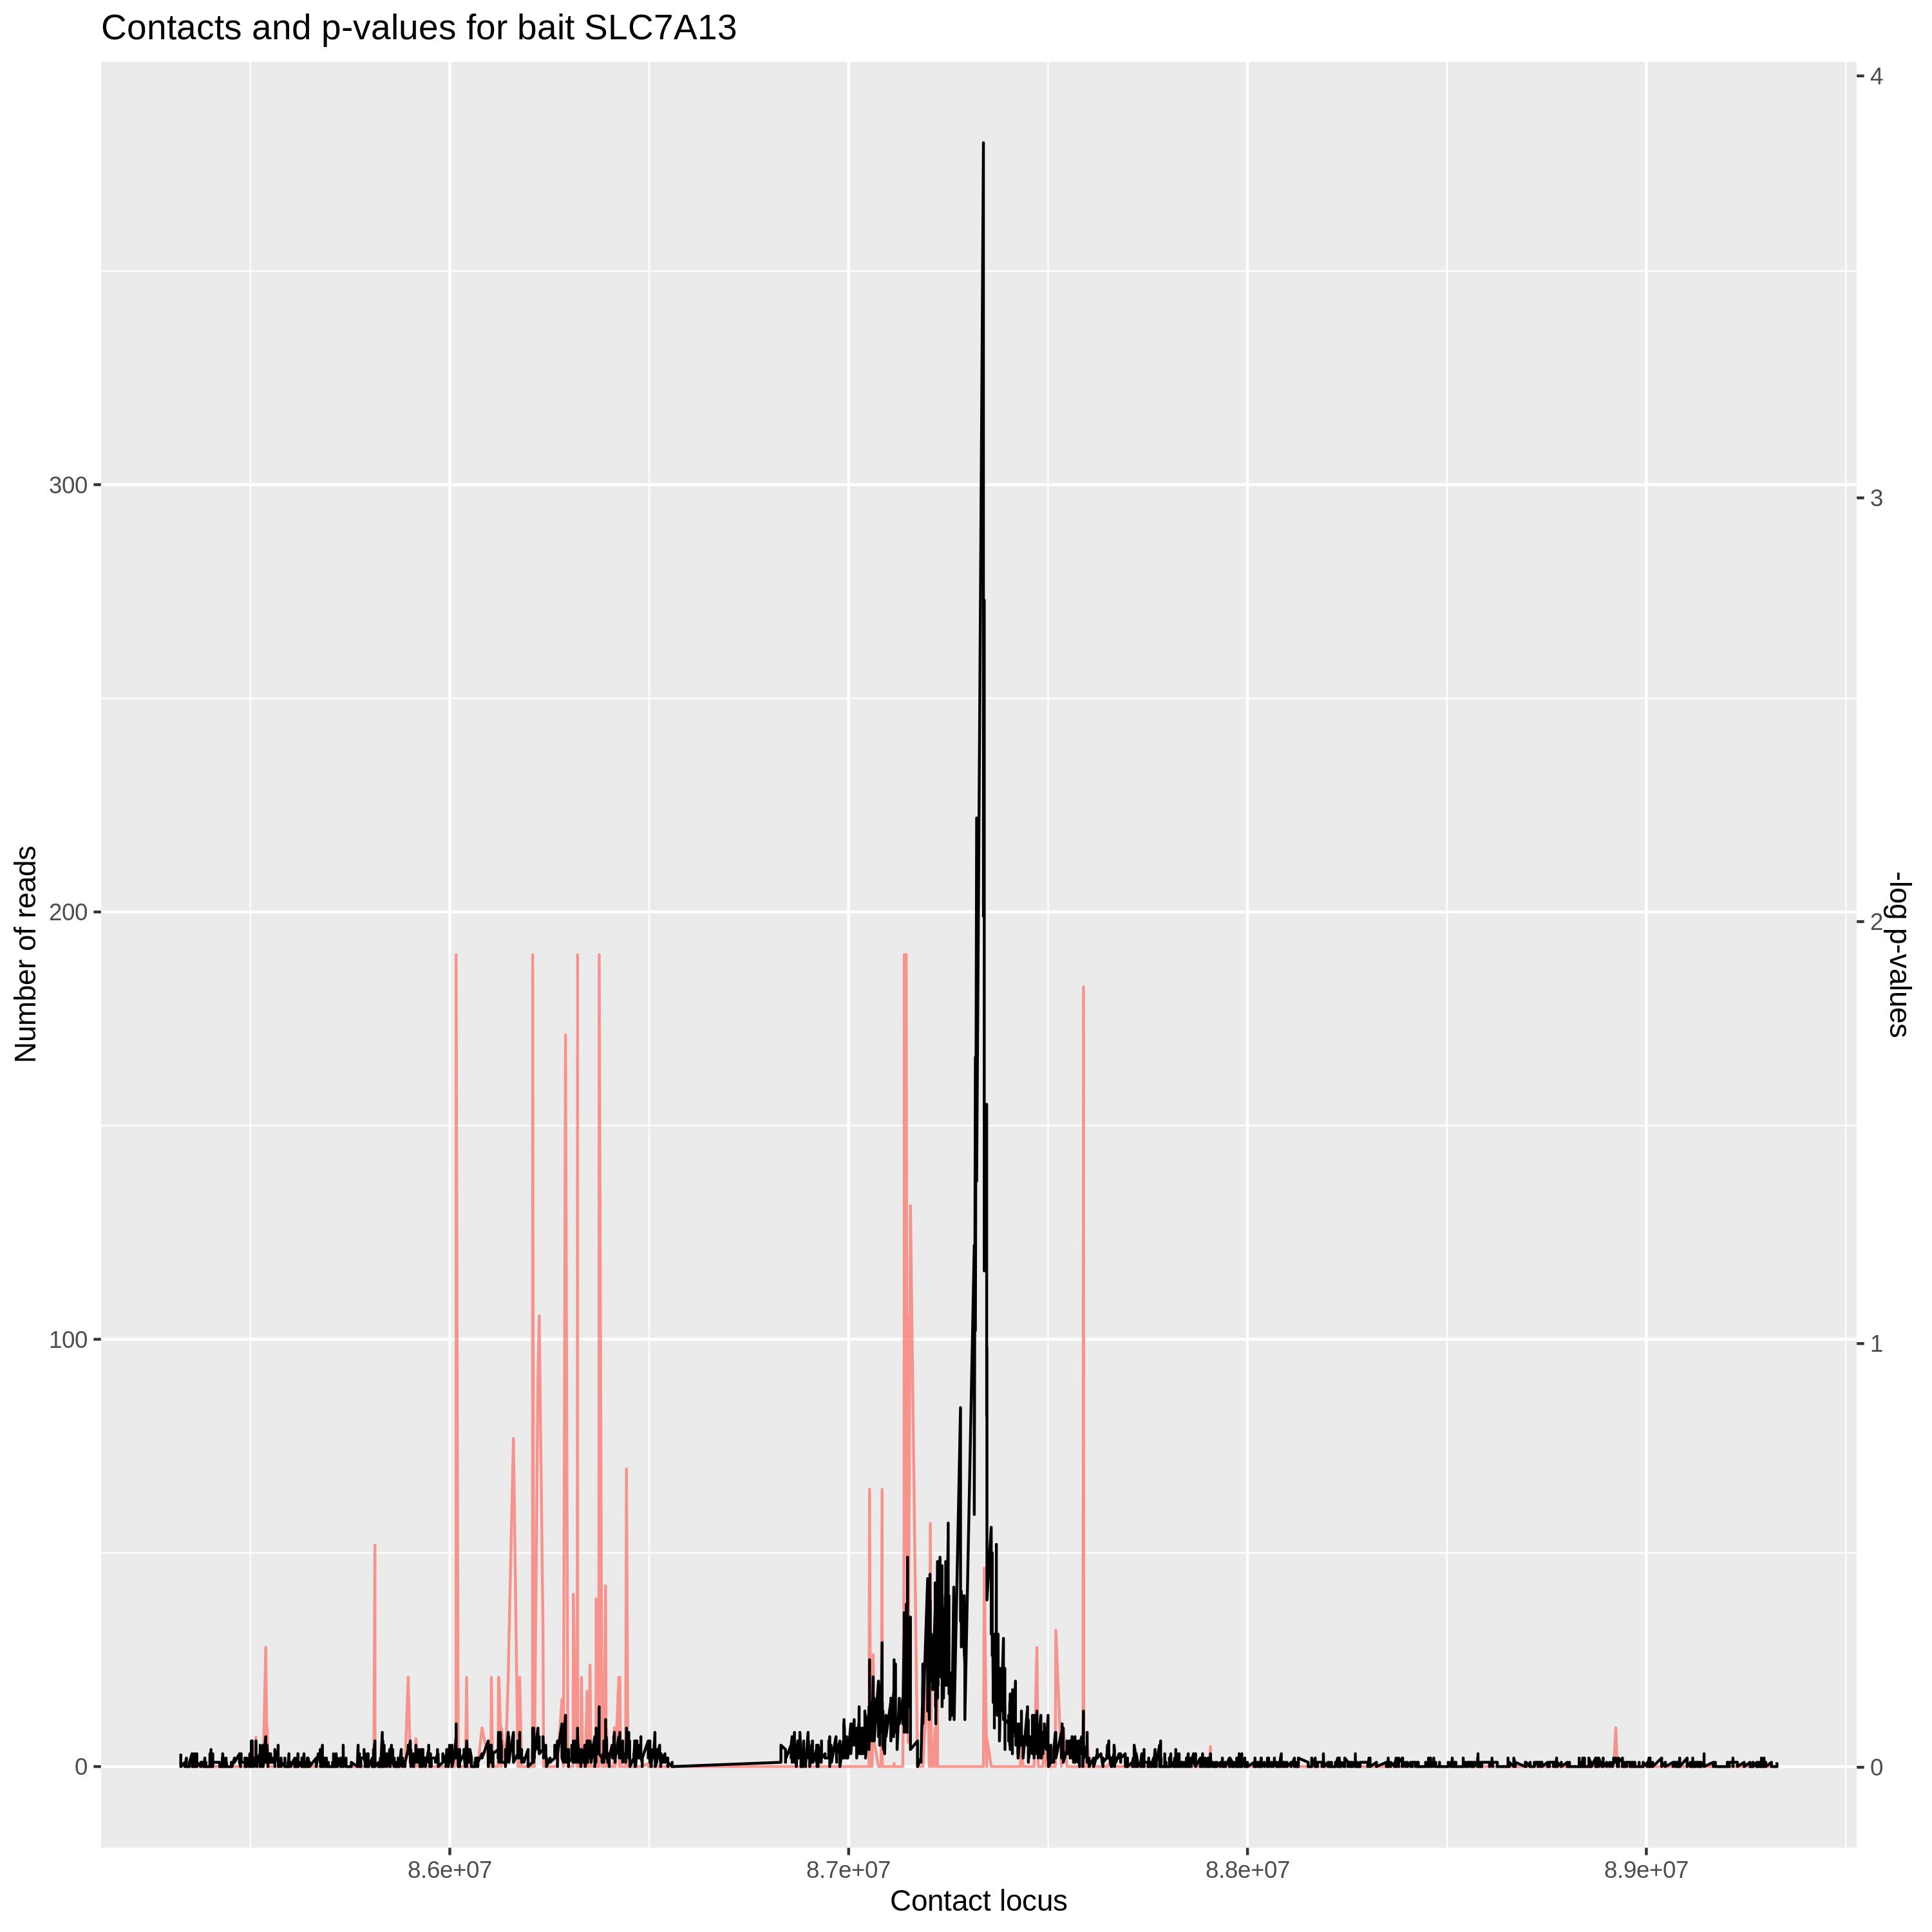 Contacts and p-values for bait SLC7A13
Number of reads
300
200
100
0
4
3
2
1
0
-log p-values
8.6e+07
8.7e+07
8.8e+07
8.9e+07
Contact locus